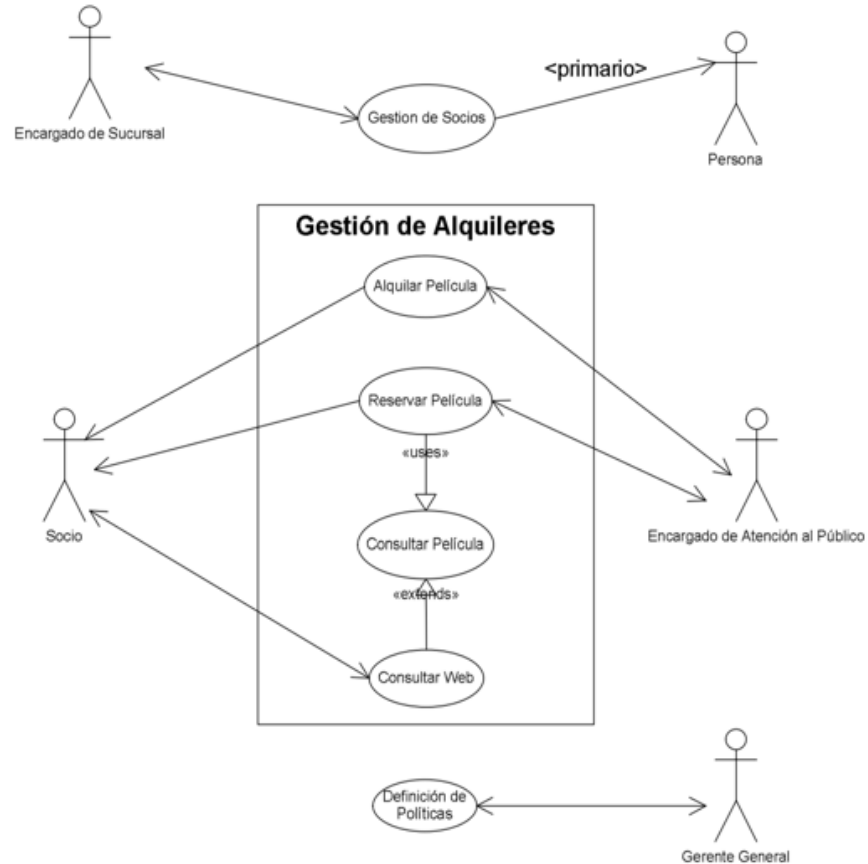 <primario>
Gestion de Socios
Encargado de Sucursal
Persona
Gestión de Alquileres
Alquilar Película
Reservar Película
«uses»
Socio
Encargado de Atención al Público
Consultar Película
«extends»
Consultar Web
Definición de
Políticas
Gerente General